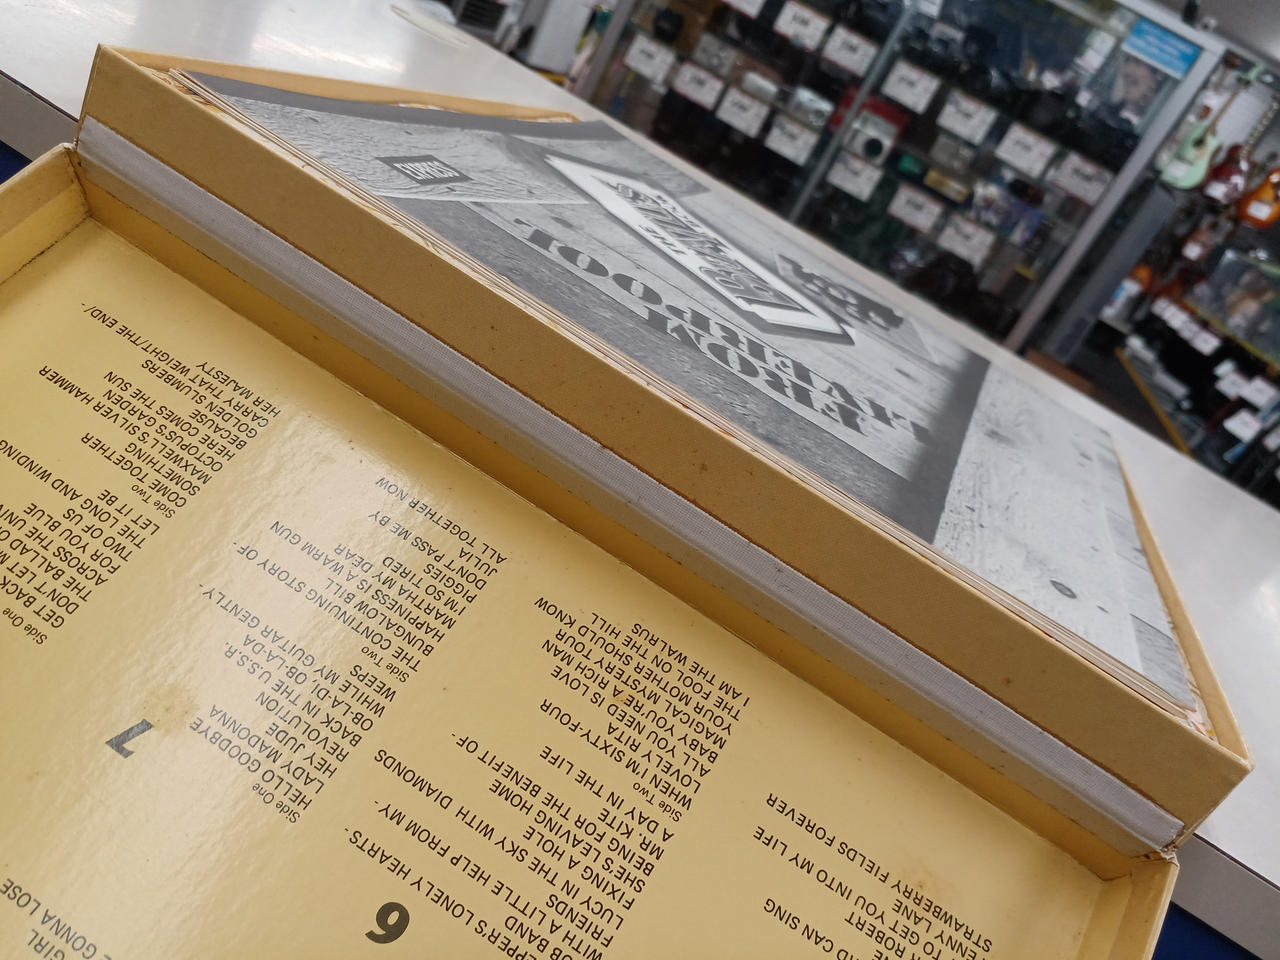 EXPRESS
FROM
LIVERPOOL
THE
BEATLES
BOX
AND CAN SING
ROBERT
TO GET YOU INTO MY LIFE
PENNY LANE
STRAWBERRY FIELDS FOREVER
6
PEPPER'S LONELY HEARTS-
BAND
WITH A LITTLE HELP FROM MY-
FRIENDS
LUCY IN THE SKY WITH DIAMONDS
FIXING A HOLE
SHE'S LEAVING HOME
BEING FOR THE BENEFIT OF-
MR. KITE
A DAY IN THE LIFE
Side Two
WHEN I'M SIXTY-FOUR
LOVELY RITA
ALL YOU NEED IS LOVE
BABY YOU'RE A RICH MAN
MAGICAL MYSTERY TOUR
YOUR MOTHER SHOULD KNOW
THE FOOL ON THE HILL
I AM THE WALRUS
GIRL
GONNA LOSE
7
Side One
HELLO GOODBYE
LADY MADONNA
HEY JUDE
REVOLUTION
BACK IN THE U.S.S.R.
OB-LA-DI, OB-LA-DA
WHILE MY GUITAR GENTLY-
WEEPS
Side Two
THE CONTINUING STORY OF-
BUNGALOW BILL
HAPPINESS IS A WARM GUN
MARTHA MY DEAR
I'M SO TIRED
PIGGIES
DON'T PASS ME BY
JULIA
ALL TOGETHER NOW
Side One
GET BACK
DON'T LET
THE BALLAD
ACROSS THE
FOR YOU BLUE
TWO OF US
THE LONG AND WINDING
LET IT BE
Side Two
COME TOGETHER
SOMETHING
MAXWELL'S SILVER HAMMER
OCTOPUS'S GARDEN
HERE COMES THE SUN
BECAUSE
GOLDEN SLUMBERS
CARRY THAT WEIGHT/THE END/-
HER MAJESTY